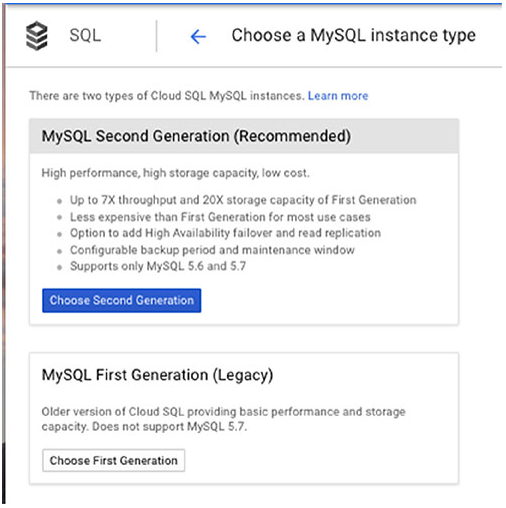 SQL
Choose a MySQL instance type
There are two types of Cloud SQL MySQL instances. Learn more
MySQL Second Generation (Recommended)
High performance, high storage capacity, low cost.
Up to 7X throughput and 20X storage capacity of First Generation
Less expensive than First Generation for most use cases
Option to add High Availability failover and read replication
Configurable backup period and maintenance window
Supports only MySQL 5.6 and 5.7
Choose Second Generation
MySQL First Generation (Legacy)
Older version of Cloud SQL providing basic performance and storage
capacity. Does not support MySQL 5.7.
Choose First Generation